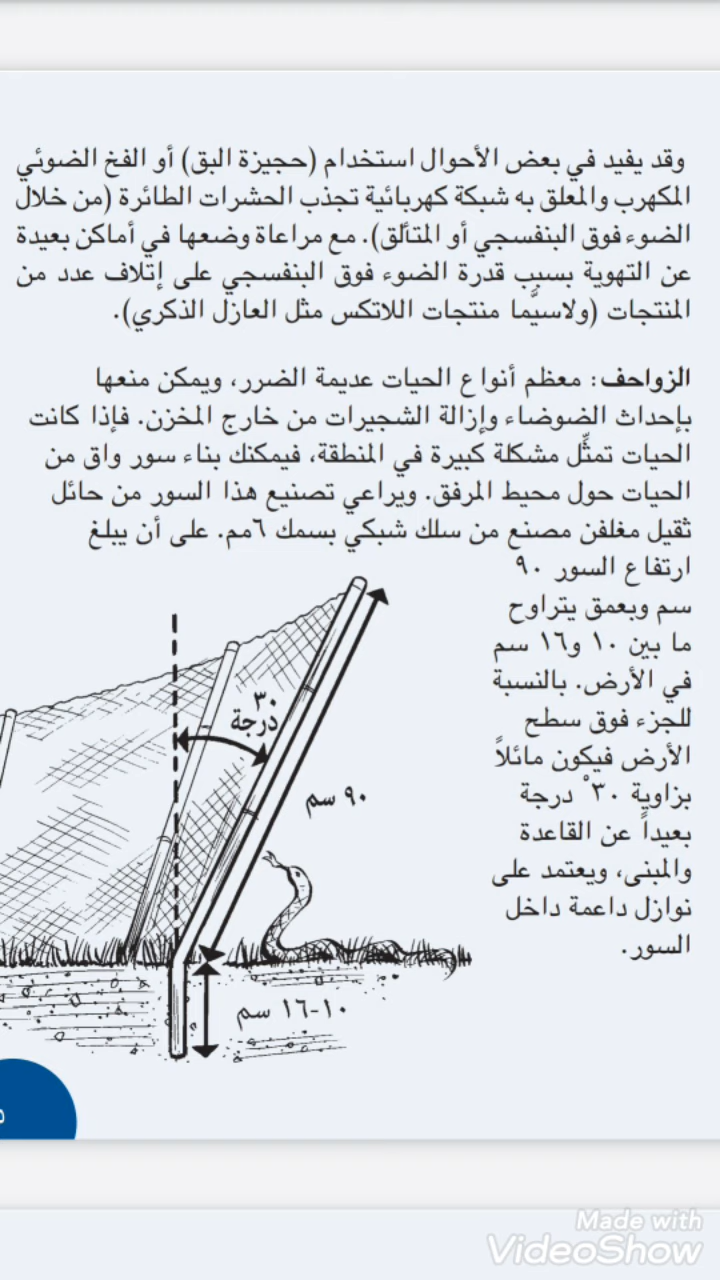 وقد يفيد في بعض الأحوال استخدام (حجيزة البق) أو الفخ الضوئي
المكهرب والمعلق به شبكة كهربائية تجذب الحشرات الطائرة (من خلال
الضوء فوق البنفسجي أو المتألق). مع مراعاة وضعها في أماكن بعيدة
عن التهوية بسبب قدرة الضوء فوق البنفسجي على إتلاف عدد من
المنتجات (ولاسيَّما منتجات اللاتكس مثل العازل الذكري).
الزواحف: معظم أنواع الحيات عديمة الضرر، ويمكن منعها
بإحداث الضوضاء وإزالة الشجيرات من خارج المخزن. فإذا كانت
الحيات تمثِّل مشكلة كبيرة في المنطقة، فيمكنك بناء سور واق من
الحيات حول محيط المرفق. ويراعي تصنيع هذا السور من حائل
ثقيل مغلفن مصنع من سلك شبكي بسمك ٦مم. على أن يبلغ
ارتفاع السور ٩٠
سم وبعمق يتراوح
ما بين ١٠ و١٦ سم
في الأرض. بالنسبة
للجزء فوق سطح
الأرض فيكون مائلاً
بزاوية ٣٠° درجة
بعيداً عن القاعدة
والمبنى، ويعتمد على
نوازل داعمة داخل
السور.
٣٠
درجة
٩٠ سم
١٠-١٦ سم
Made with
VideoShow